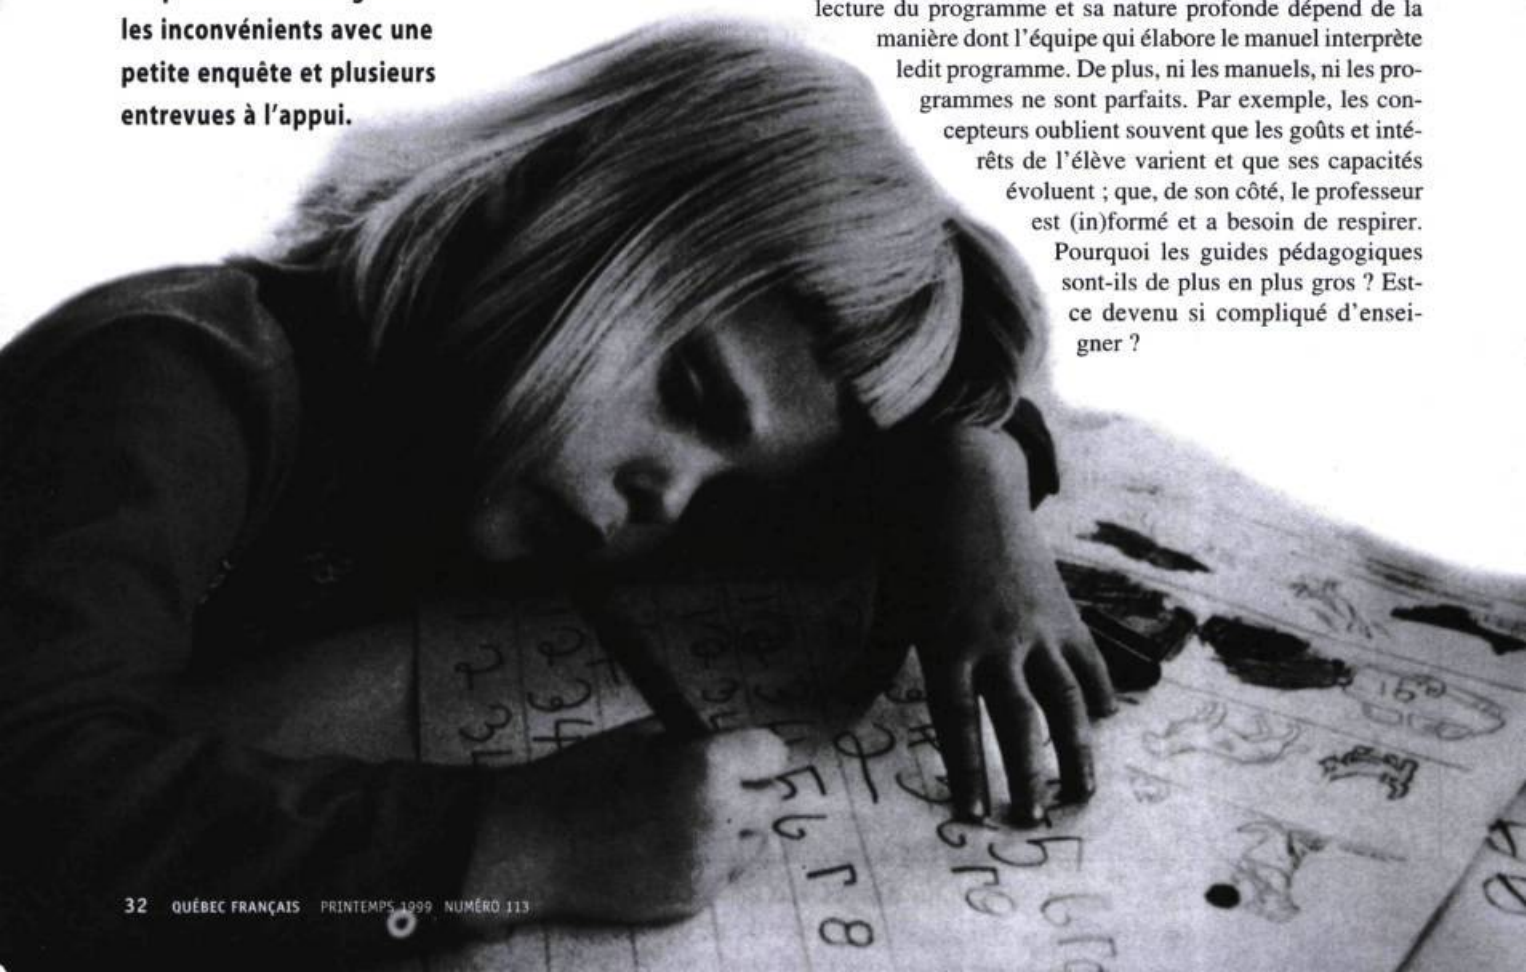 les inconvénients avec une
petite enquête et plusieurs
entrevues à l'appui.
lecture du programme et sa nature profonde dépend de la
manière dont l'équipe qui élabore le manuel interprète
ledit programme. De plus, ni les manuels, ni les pro-
grammes ne sont parfaits. Par exemple, les con-
cepteurs oublient souvent que les goûts et inté-
rêts de l'élève varient et que ses capacités
évoluent ; que, de son côté, le professeur
est (in)formé et a besoin de respirer.
Pourquoi les guides pédagogiques
sont-ils de plus en plus gros ? Est-
ce devenu si compliqué d'ensei-
gner ?
32 QUÉBEC FRANÇAIS PRINTEMPS 1999 NUMÉRO 113